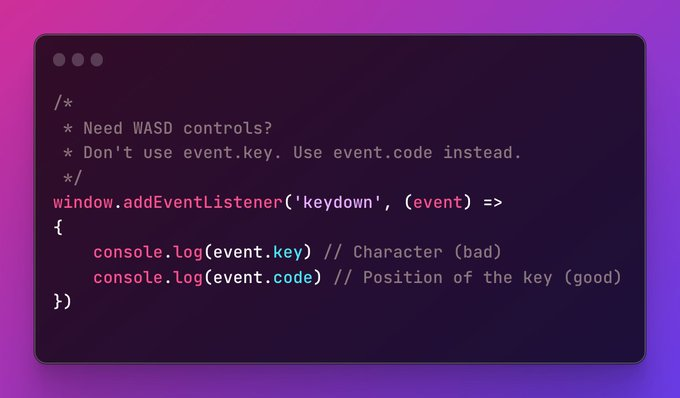 /*
 * Need WASD controls?
 * Don't use event.key. Use event.code instead.
 */
window.addEventListener('keydown', (event) =>
{
    console.log(event.key) // Character (bad)
    console.log(event.code) // Position of the key (good)
})